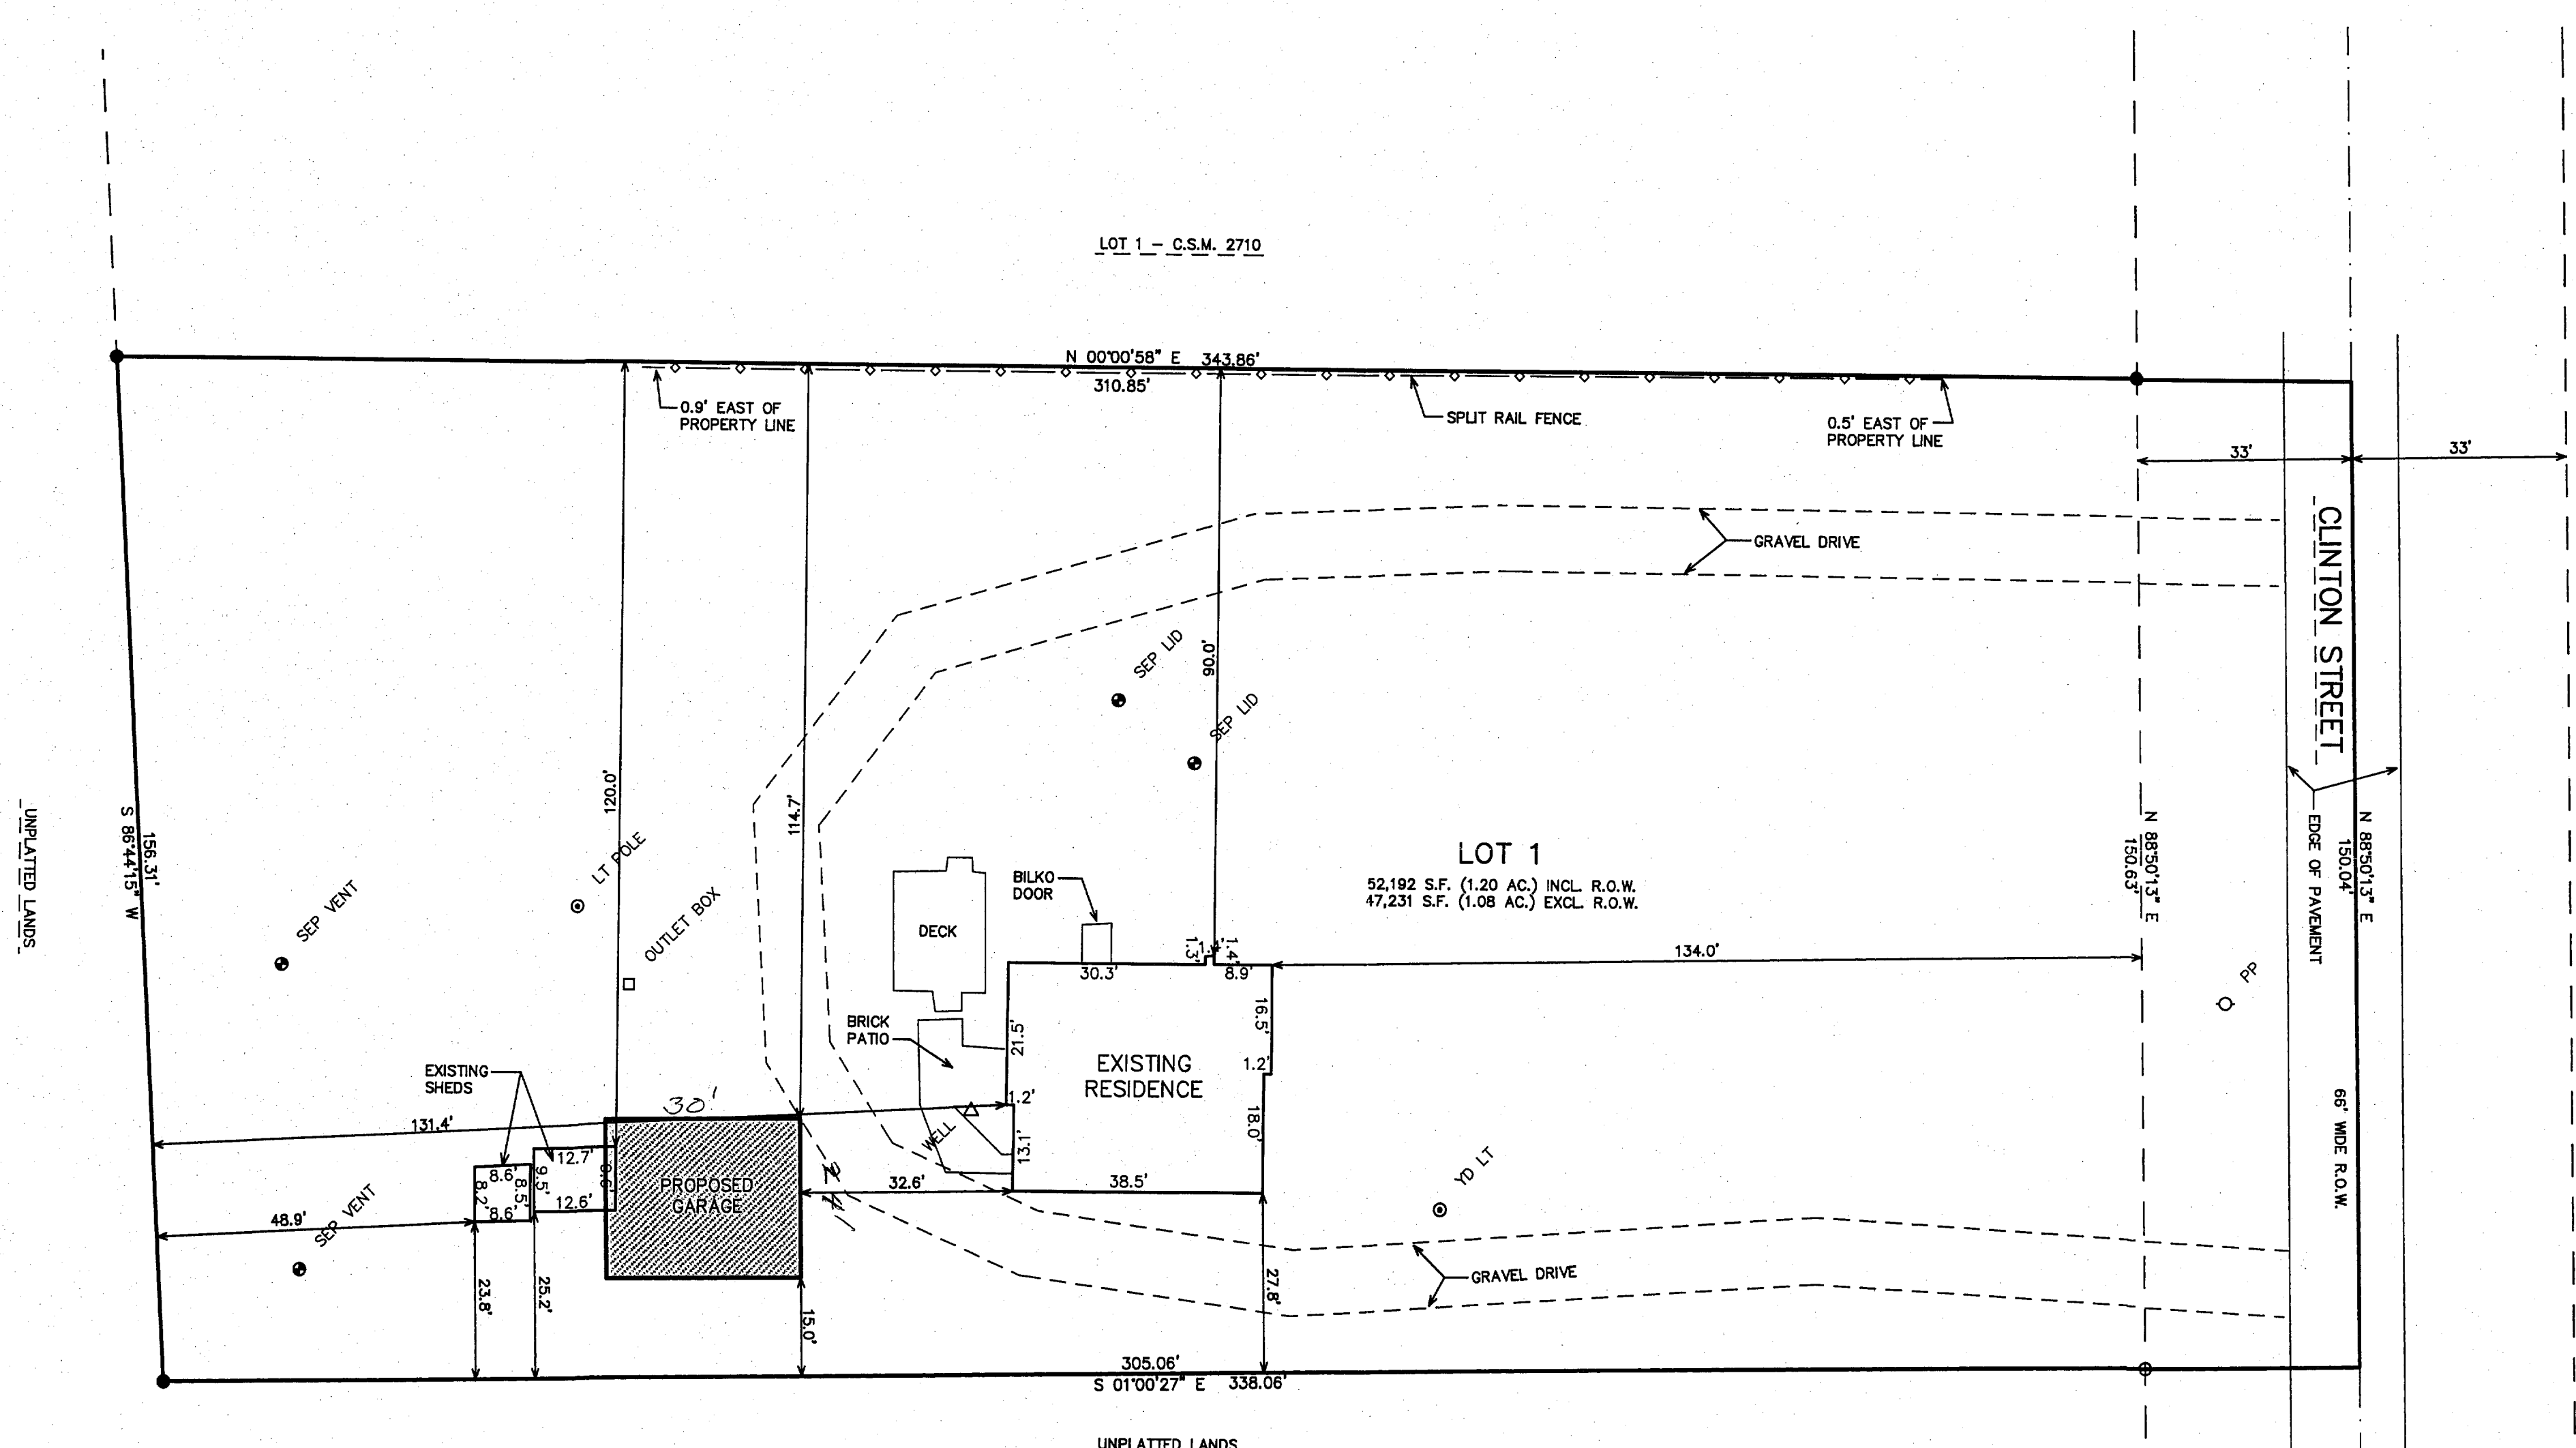 LOT 1 - C.S.M. 2710
N 00°00'58" E 343.86'
310.85'
0.9' EAST OF
PROPERTY LINE
SPLIT RAIL FENCE
0.5' EAST OF
PROPERTY LINE
33'
33'
CLINTON STREET
GRAVEL DRIVE
SEP LID
SEP LID
90.0'
120.0'
114.7'
UNPLATTED LANDS
156.31'
S 86°44'15" W
LT POLE
SEP VENT
OUTLET BOX
DECK
BILKO
DOOR
LOT 1
52,192 S.F. (1.20 AC.) INCL. R.O.W.
47,231 S.F. (1.08 AC.) EXCL. R.O.W.
N 88°50'13" E
150.63'
EDGE OF PAVEMENT
N 88°50'13" E
150.04'
66' WIDE R.O.W.
PP
134.0'
30.3'
1.3'
1.4'
1.4'
8.9'
16.5'
1.2'
18.0'
21.5'
1.2'
13.1'
38.5'
BRICK
PATIO
EXISTING
RESIDENCE
WELL
EXISTING
SHEDS
30'
131.4'
12.7'
9.5'
9.6'
12.6'
8.6'
8.5'
8.2'
8.6'
PROPOSED
GARAGE
24'
32.6'
48.9'
SEP VENT
23.8'
25.2'
15.0'
27.8'
YD LT
GRAVEL DRIVE
305.06'
S 01°00'27" E 338.06'
UNPLATTED LANDS